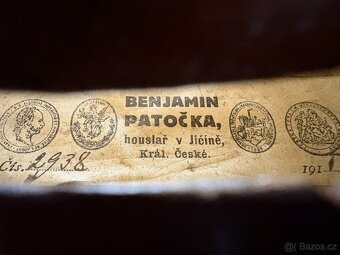 BENJAMIN
PATOČKA,
houslař v Jičíně,
Král. České.
Čís. 2938
191
Bazos.cz